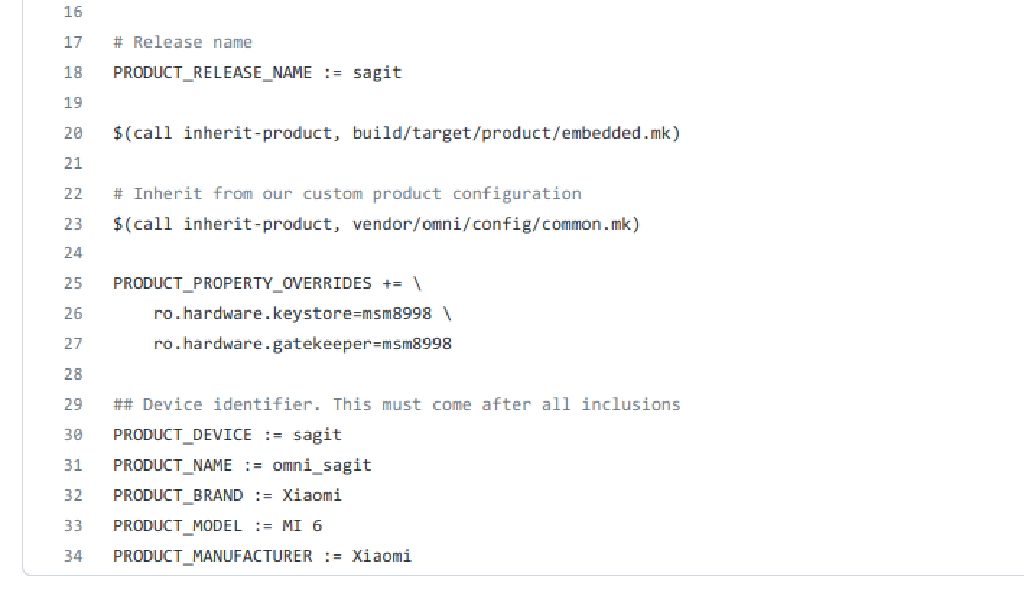 16
17 # Release name
18 PRODUCT_RELEASE_NAME := sagit
19
20 $(call inherit-product, build/target/product/embedded.mk)
21
22 # Inherit from our custom product configuration
23 $(call inherit-product, vendor/omni/config/common.mk)
24
25 PRODUCT_PROPERTY_OVERRIDES += \
26     ro.hardware.keystore=msm8998 \
27     ro.hardware.gatekeeper=msm8998
28
29 ## Device identifier. This must come after all inclusions
30 PRODUCT_DEVICE := sagit
31 PRODUCT_NAME := omni_sagit
32 PRODUCT_BRAND := Xiaomi
33 PRODUCT_MODEL := MI 6
34 PRODUCT_MANUFACTURER := Xiaomi